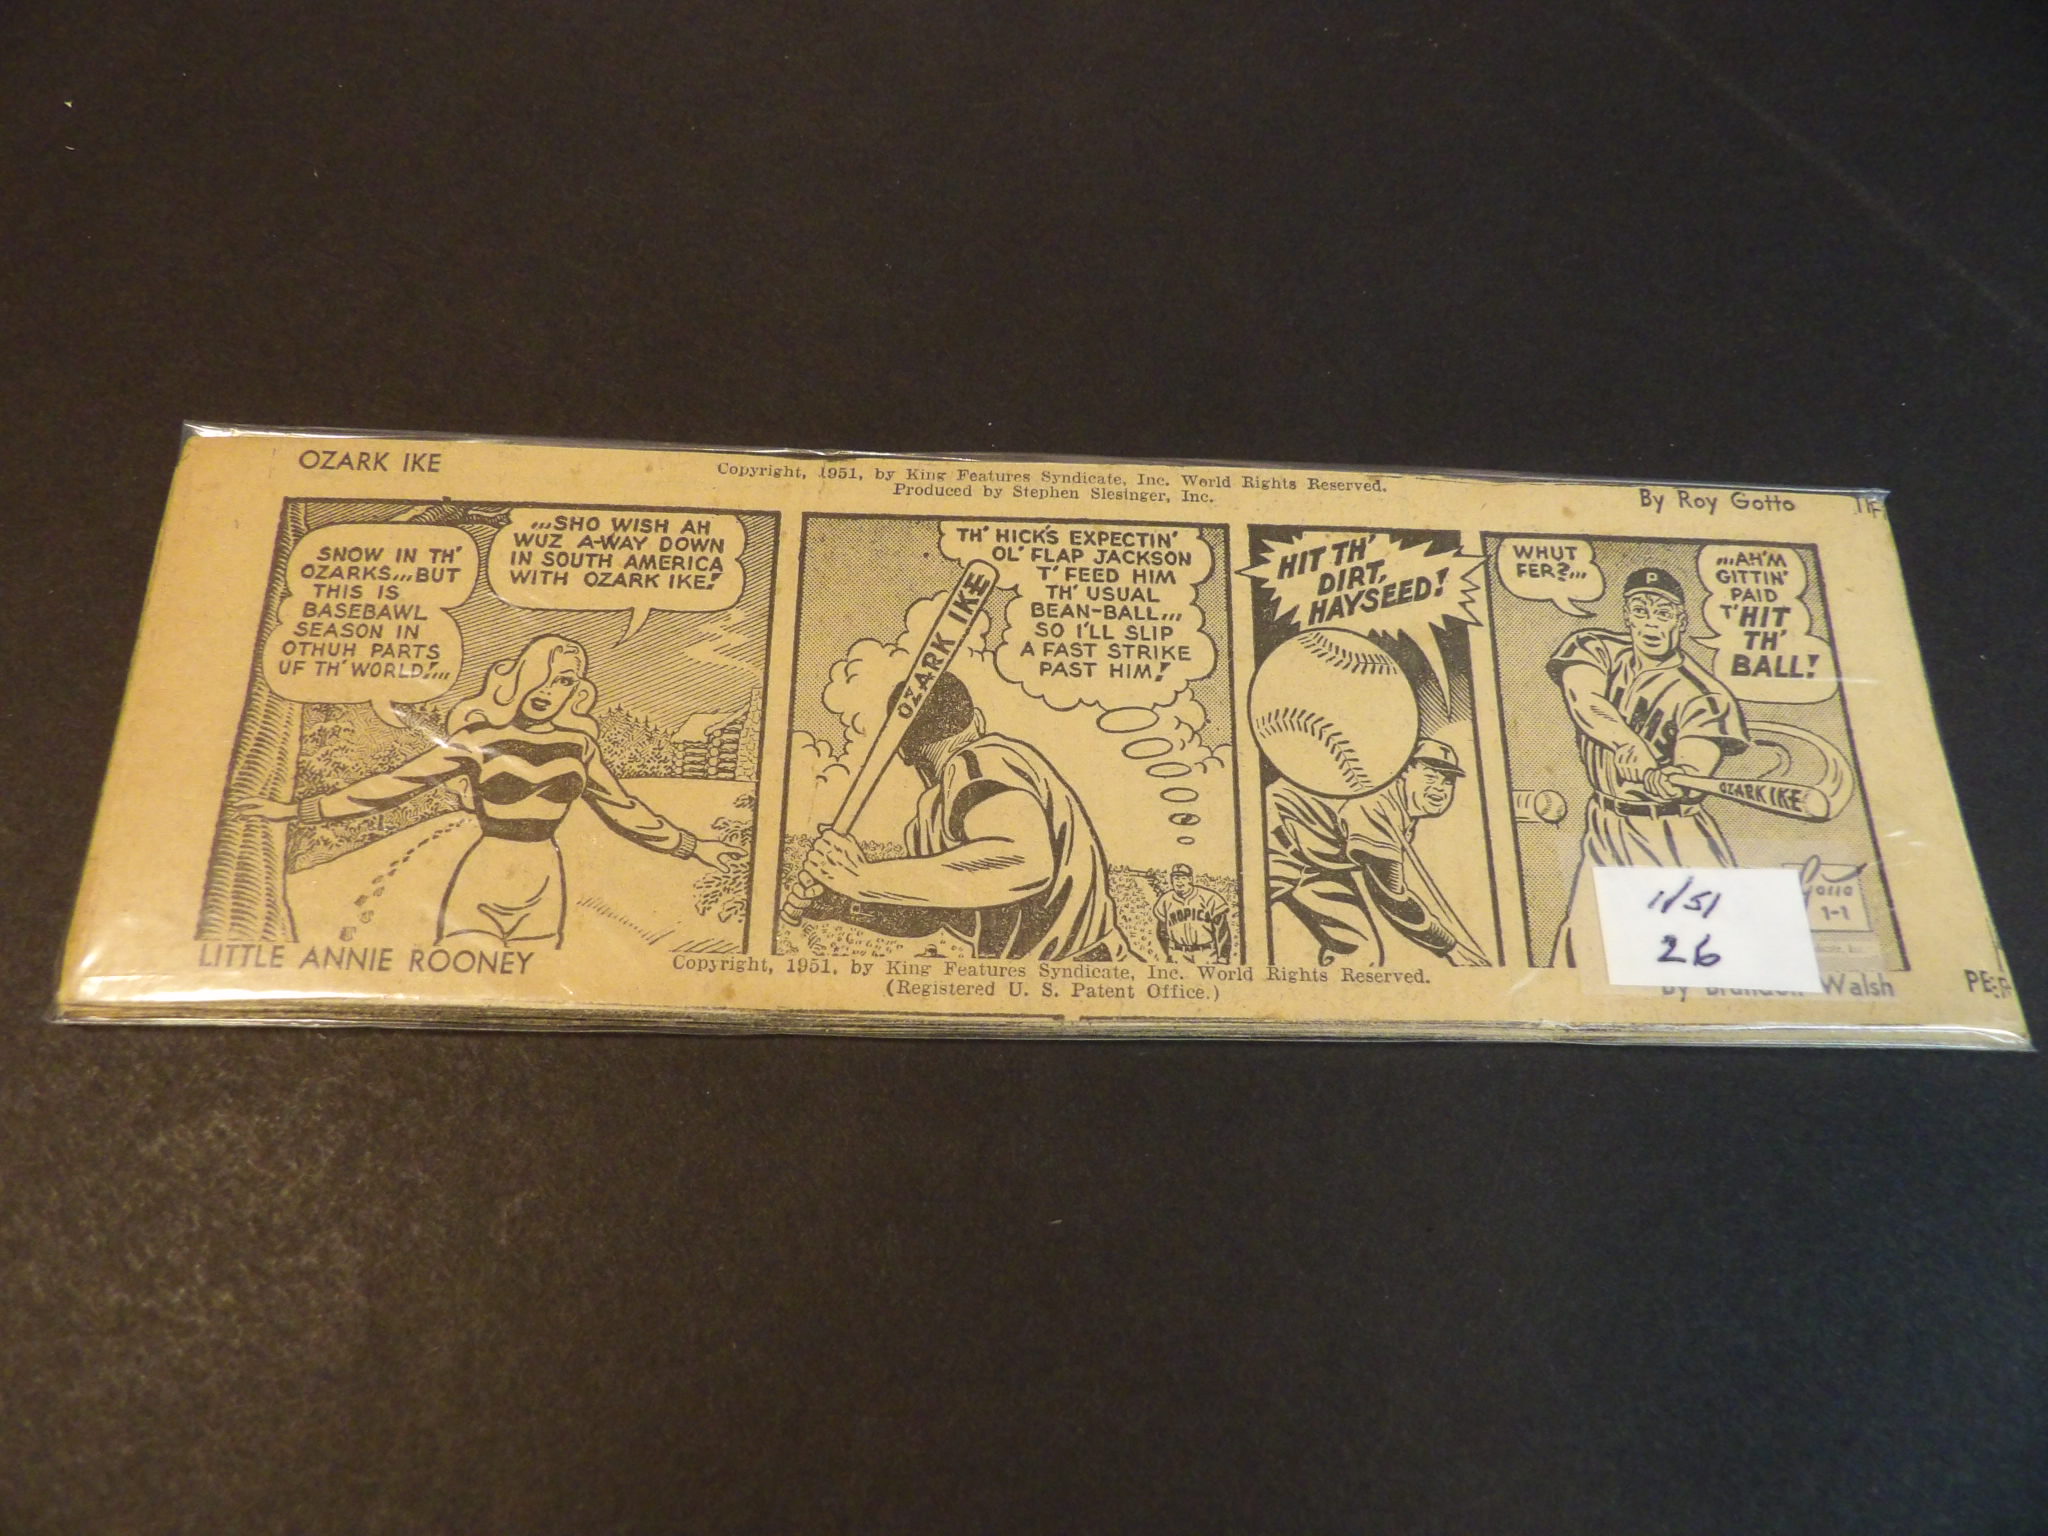 OZARK IKE
Copyright, 1951, by King Features Syndicate, Inc. World Rights Reserved.
Produced by Stephen Slesinger, Inc.
By Roy Gotto
SNOW IN TH'
OZARKS...BUT
THIS IS
BASEBAWL
SEASON IN
OTHUH PARTS
UF TH' WORLD!...
...SHO WISH AH
WUZ A-WAY DOWN
IN SOUTH AMERICA
WITH OZARK IKE!
TH' HICK'S EXPECTIN'
OL' FLAP JACKSON
T' FEED HIM
TH' USUAL
BEAN-BALL...
SO I'LL SLIP
A FAST STRIKE
PAST HIM!
OZARK IKE
TROPICS
HIT TH'
DIRT,
HAYSEED!
T
WHUT
FER?...
...AH'M
GITTIN'
PAID
T' HIT
TH'
BALL!
P
OZARK IKE
Gotto
1-1
1/51
26
LITTLE ANNIE ROONEY
Copyright, 1951, by King Features Syndicate, Inc. World Rights Reserved.
(Registered U. S. Patent Office.)
By Brandon Walsh